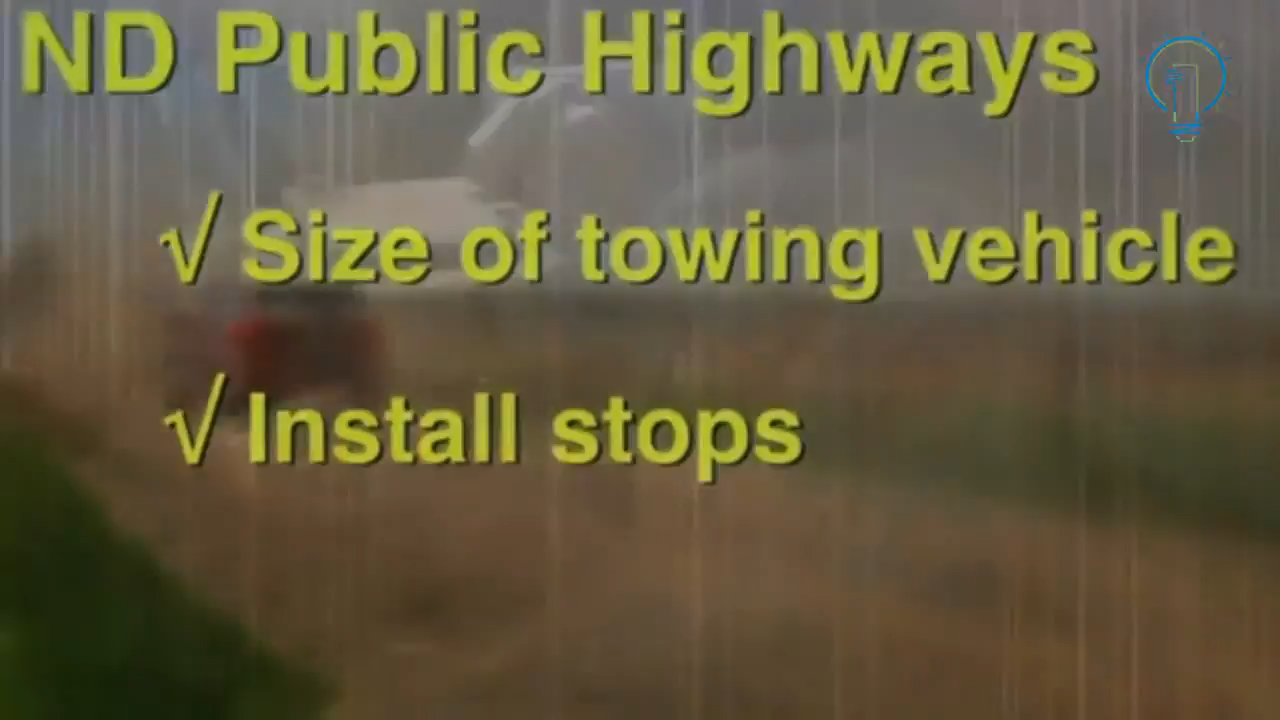 ND Public Highways
√ Size of towing vehicle
√ Install stops